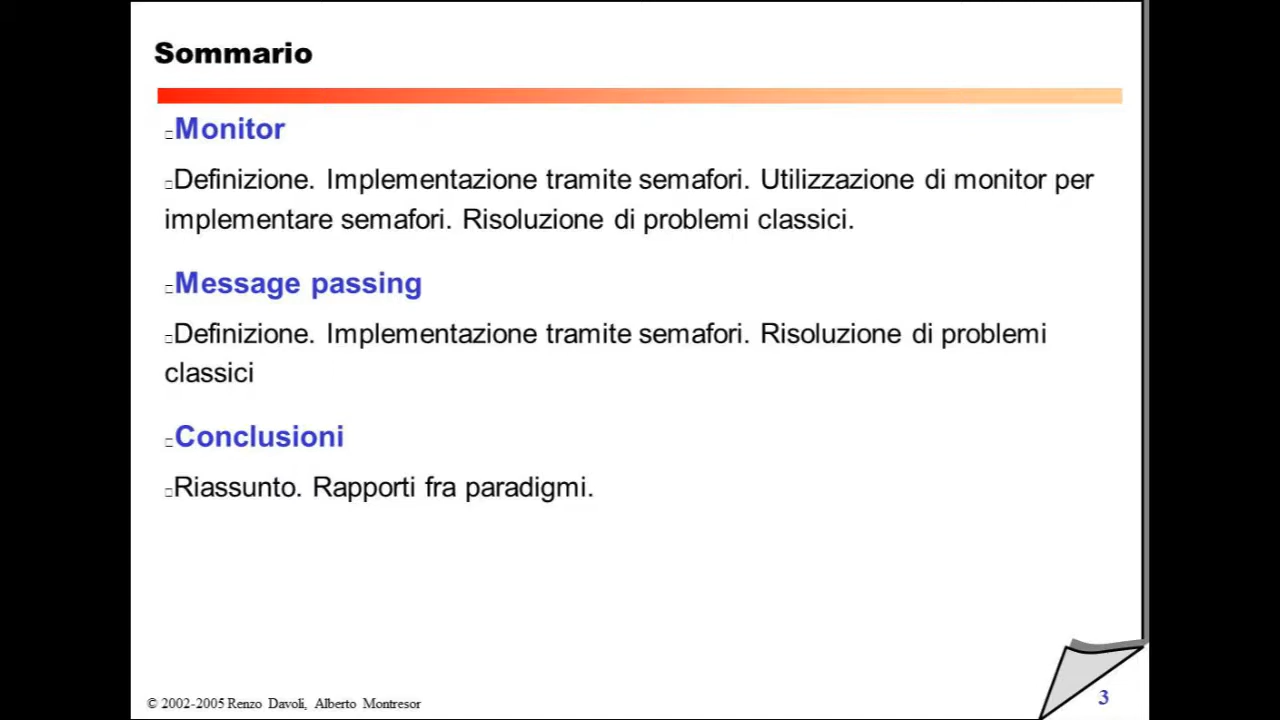 Sommario
Monitor
Definizione. Implementazione tramite semafori. Utilizzazione di monitor per
implementare semafori. Risoluzione di problemi classici.
Message passing
Definizione. Implementazione tramite semafori. Risoluzione di problemi
classici
Conclusioni
Riassunto. Rapporti fra paradigmi.
© 2002-2005 Renzo Davoli, Alberto Montresor
3